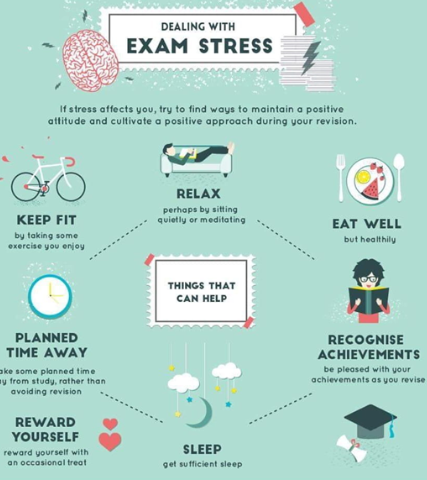 DEALING WITH
EXAM STRESS
If stress affects you, try to find ways to maintain a positive
attitude and cultivate a positive approach during your revision.
RELAX
perhaps by sitting
quietly or meditating
KEEP FIT
by taking some
exercise you enjoy
EAT WELL
but healthily
THINGS THAT
CAN HELP
PLANNED
TIME AWAY
ake some planned time
y from study, rather than
avoiding revision
RECOGNISE
ACHIEVEMENTS
be pleased with your
achievements as you revise
REWARD
YOURSELF
reward yourself with
an occasional treat
SLEEP
get sufficient sleep